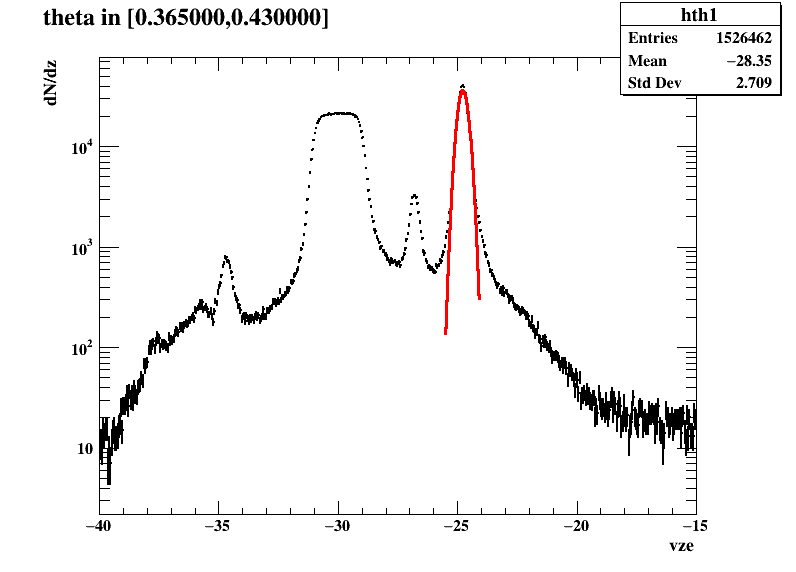 theta in [0.365000,0.430000]
hth1
Entries 1526462
Mean −28.35
Std Dev 2.709
dN/dz
10⁴
10³
10²
10
−40 −35 −30 −25 −20 −15
vze